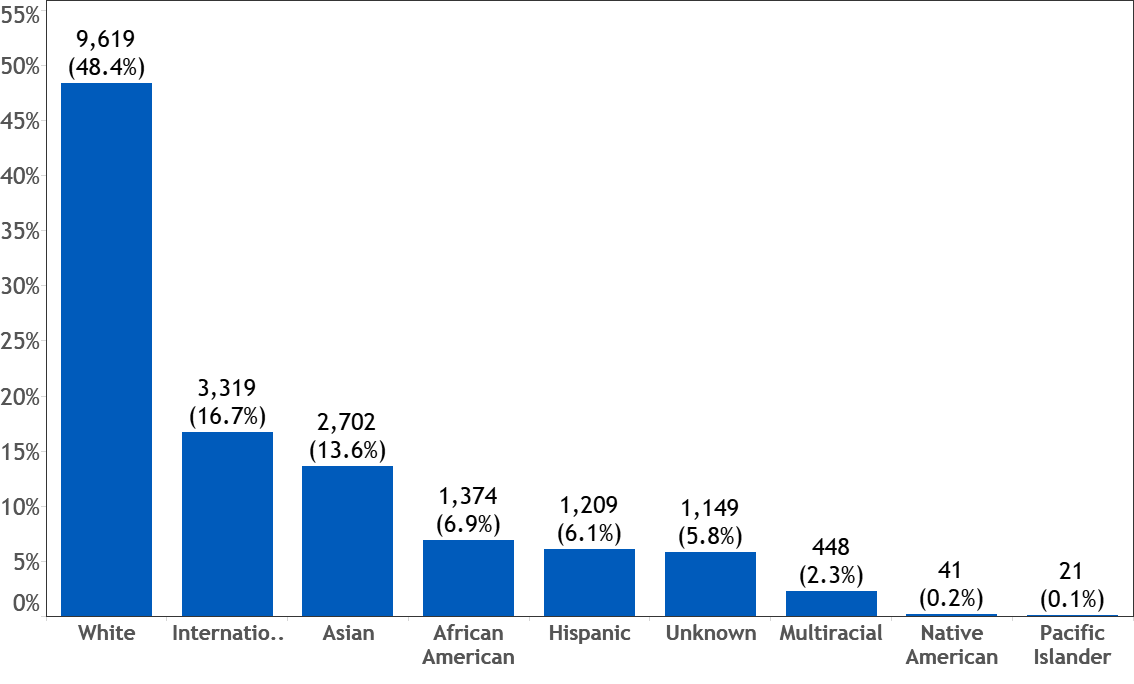 55%
50%
45%
40%
35%
30%
25%
20%
15%
10%
5%
0%
9,619
(48.4%)
3,319
(16.7%)
2,702
(13.6%)
1,374
(6.9%)
1,209
(6.1%)
1,149
(5.8%)
448
(2.3%)
41
(0.2%)
21
(0.1%)
White
Internatio..
Asian
African
American
Hispanic
Unknown
Multiracial
Native
American
Pacific
Islander